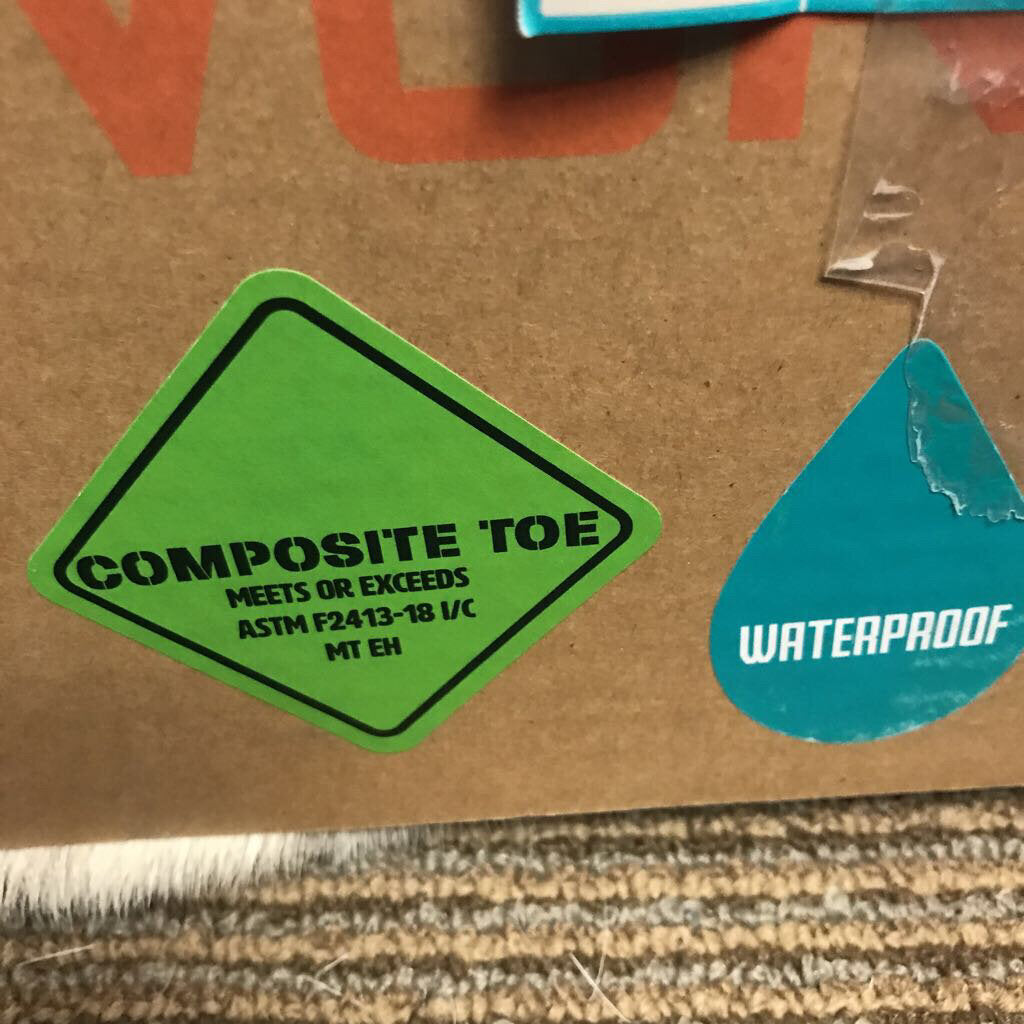 COMPOSITE TOE
MEETS OR EXCEEDS
ASTM F2413-18 I/C
MT EH
WATERPROOF